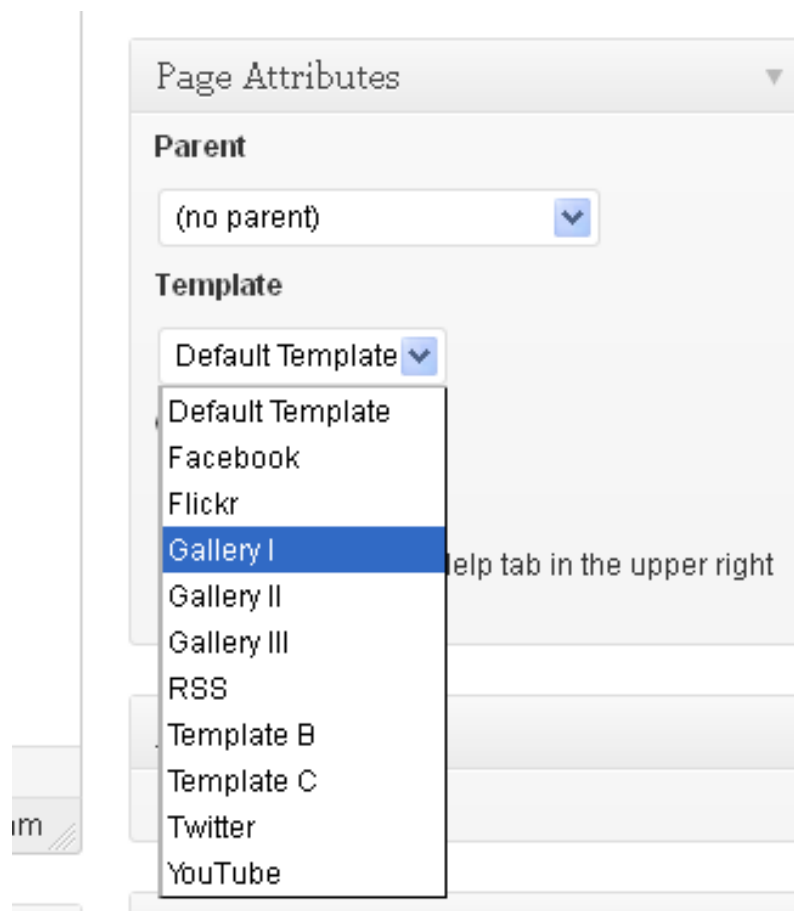 Page Attributes
Parent
(no parent)
Template
Default Template
Default Template
Facebook
Flickr
Gallery I
tab in the upper right
Gallery II
Gallery III
RSS
Template B
Template C
Twitter
YouTube